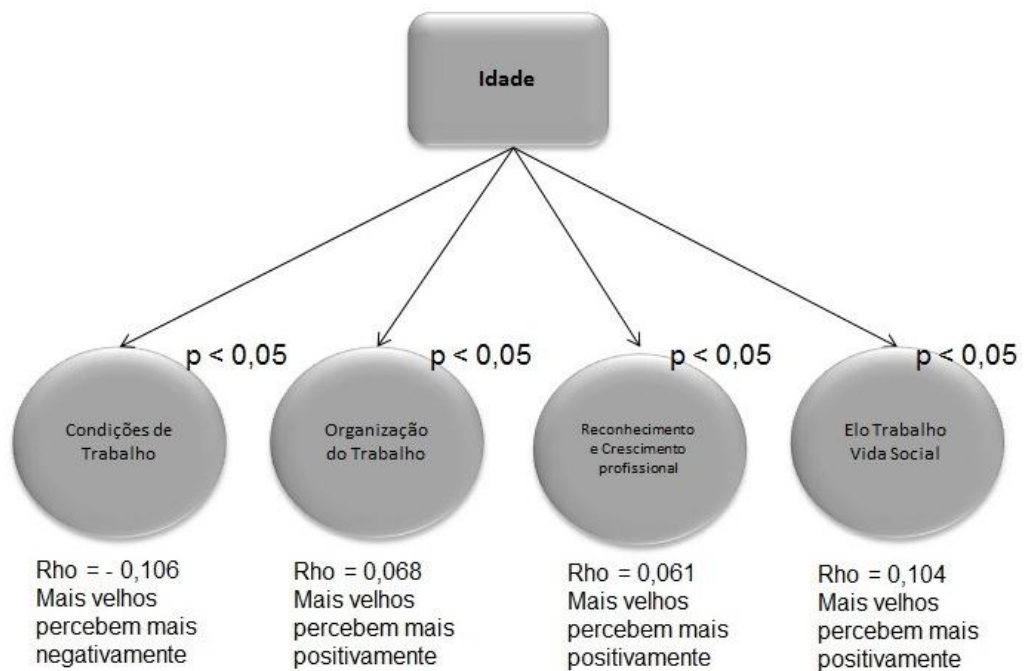 Idade
p < 0,05
p < 0,05
p < 0,05
p < 0,05
Condições de
Trabalho
Organização
do Trabalho
Reconhecimento
e Crescimento
profissional
Elo Trabalho
Vida Social
Rho = - 0,106
Mais velhos
percebem mais
negativamente
Rho = 0,068
Mais velhos
percebem mais
positivamente
Rho = 0,061
Mais velhos
percebem mais
positivamente
Rho = 0,104
Mais velhos
percebem mais
positivamente